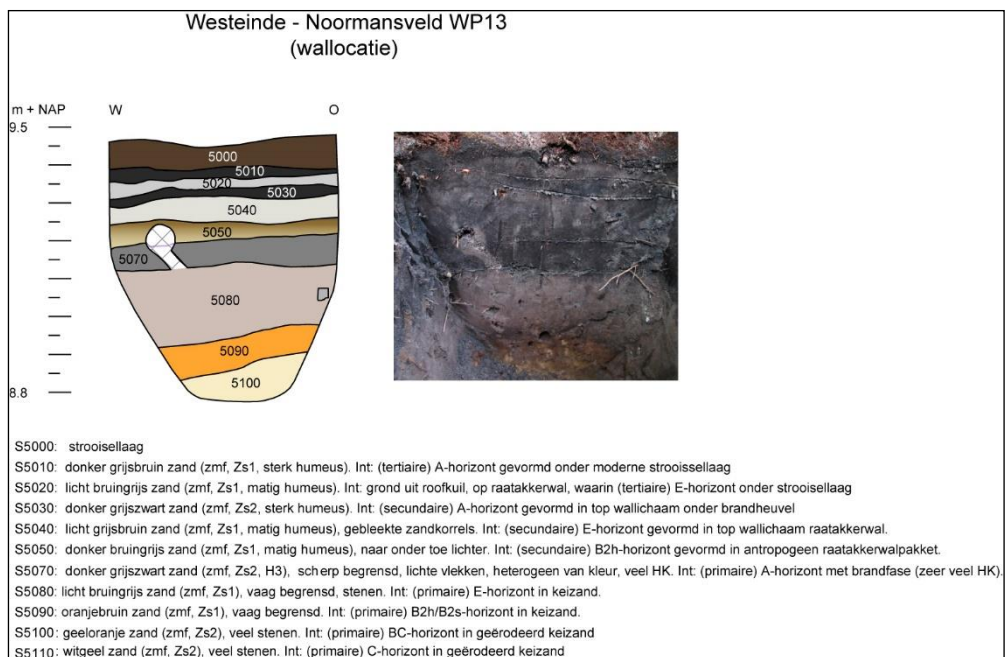 Westeinde - Noormansveld WP13
(wallocatie)
m + NAP W O
9.5
5000
5010
5020
5030
5040
5050
5070
5080
5090
5100
8.8
S5000: strooisellaag
S5010: donker grijsbruin zand (zmf, Zs1, sterk humeus). Int: (tertiaire) A-horizont gevormd onder moderne strooissellaag
S5020: licht bruingrijs zand (zmf, Zs1, matig humeus). Int: grond uit roofkuil, op raatakkerwal, waarin (tertiaire) E-horizont onder strooisellaag
S5030: donker grijszwart zand (zmf, Zs2, sterk humeus). Int: (secundaire) A-horizont gevormd in top wallichaam onder brandheuvel
S5040: licht grijsbruin zand (zmf, Zs1, matig humeus), gebleekte zandkorrels. Int: (secundaire) E-horizont gevormd in top wallichaam raatakkerwal.
S5050: donker bruingrijs zand (zmf, Zs1, matig humeus), naar onder toe lichter. Int: (secundaire) B2h-horizont gevormd in antropogeen raatakkerwalpakket.
S5070: donker grijszwart zand (zmf, Zs2, H3), scherp begrensd, lichte vlekken, heterogeen van kleur, veel HK. Int: (primaire) A-horizont met brandfase (zeer veel HK).
S5080: licht bruingrijs zand (zmf, Zs1), vaag begrensd, stenen. Int: (primaire) E-horizont in keizand.
S5090: oranjebruin zand (zmf, Zs1), vaag begrensd. Int: (primaire) B2h/B2s-horizont in keizand.
S5100: geeloranje zand (zmf, Zs2), veel stenen. Int: (primaire) BC-horizont in geërodeerd keizand
S5110: witgeel zand (zmf, Zs2), veel stenen. Int: (primaire) C-horizont in geërodeerd keizand